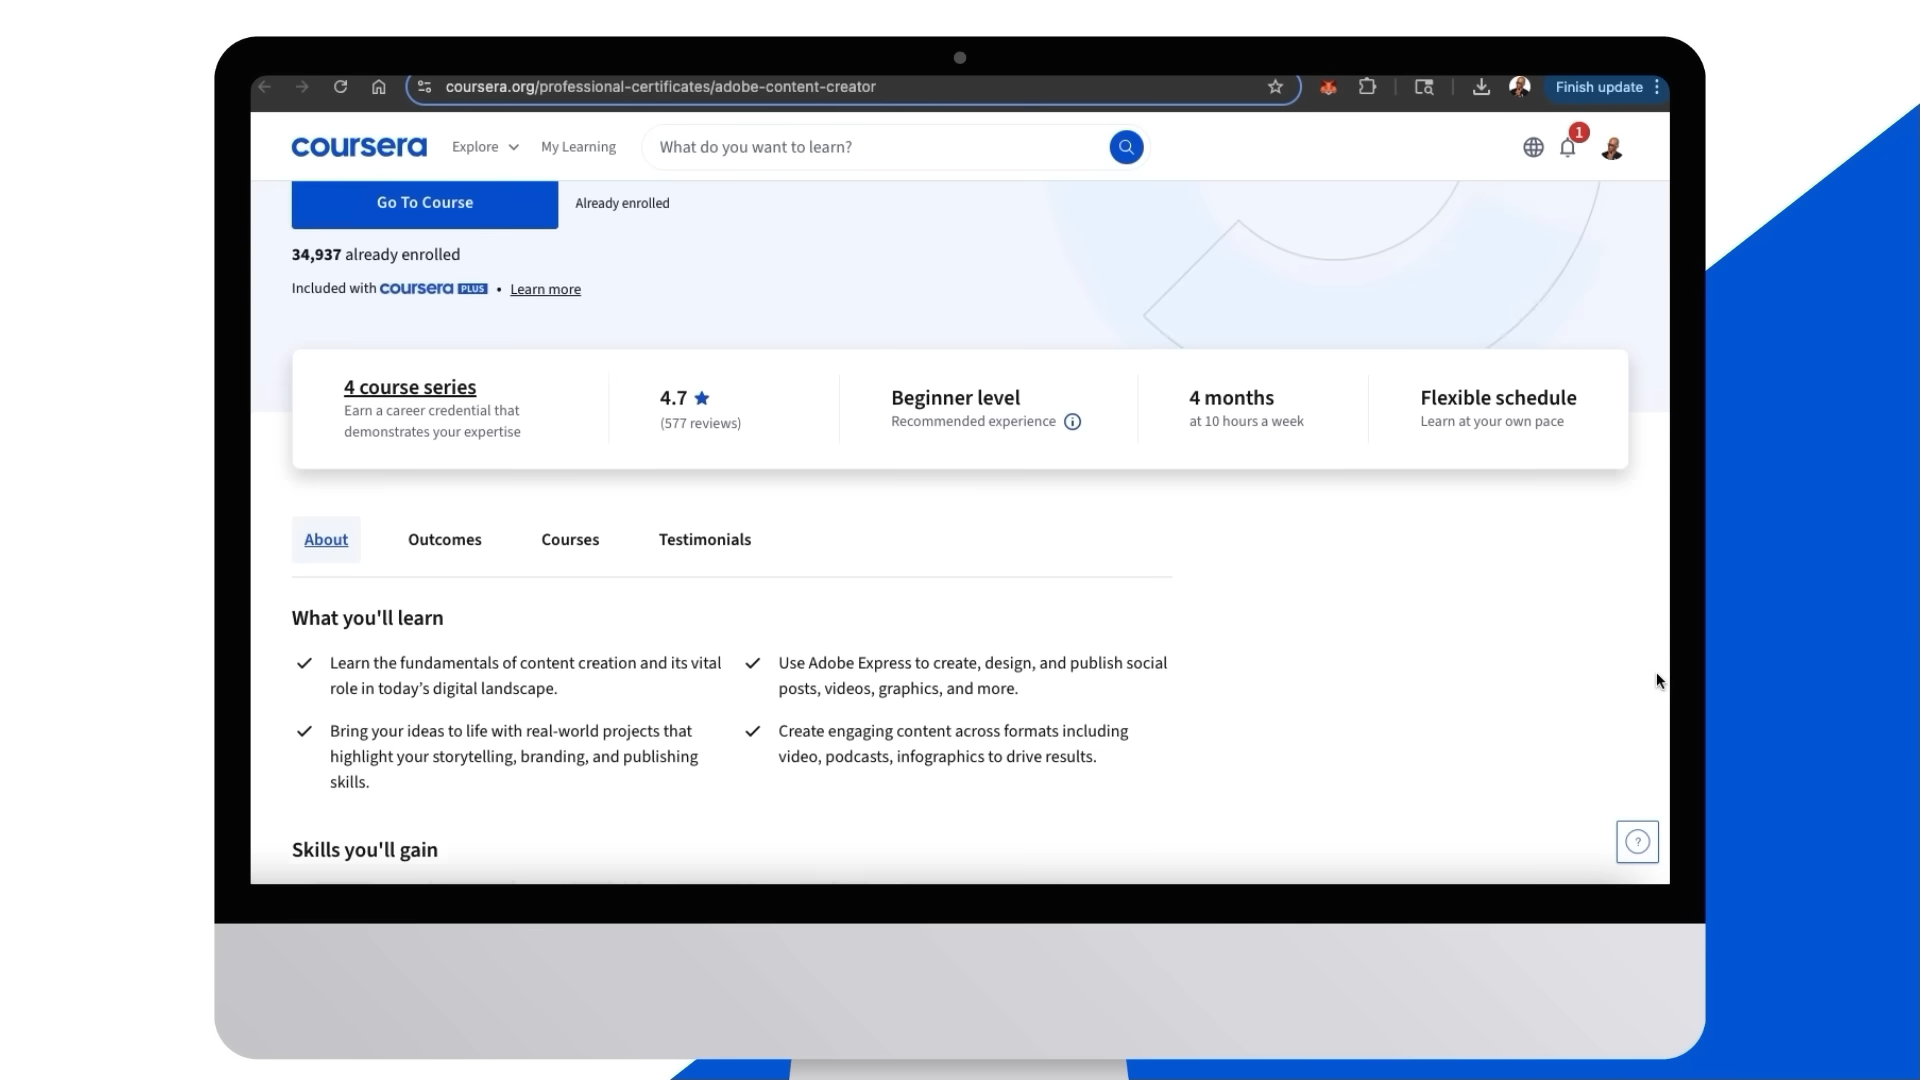 coursera.org/professional-certificates/adobe-content-creator
Finish update
coursera
Explore
My Learning
What do you want to learn?
1
Go To Course
Already enrolled
34,937 already enrolled
Included with coursera PLUS • Learn more
4 course series
Earn a career credential that
demonstrates your expertise
4.7
(577 reviews)
Beginner level
Recommended experience
4 months
at 10 hours a week
Flexible schedule
Learn at your own pace
About
Outcomes
Courses
Testimonials
What you'll learn
Learn the fundamentals of content creation and its vital
role in today’s digital landscape.
Use Adobe Express to create, design, and publish social
posts, videos, graphics, and more.
Bring your ideas to life with real-world projects that
highlight your storytelling, branding, and publishing
skills.
Create engaging content across formats including
video, podcasts, infographics to drive results.
Skills you'll gain
?